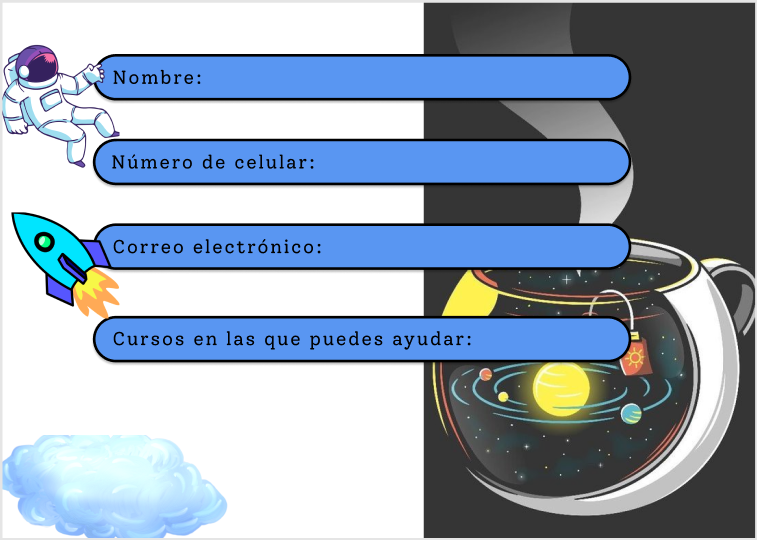 Nombre:
Número de celular:
Correo electrónico:
Cursos en las que puedes ayudar: